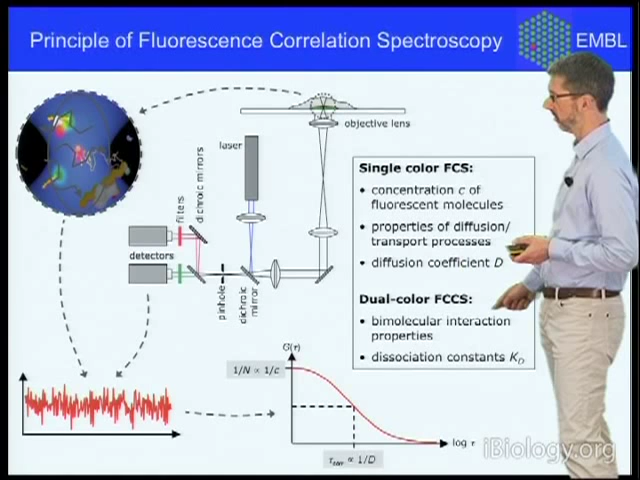 Principle of Fluorescence Correlation Spectroscopy
EMBL
objective lens
laser
dichroic mirrors
filters
detectors
pinhole
dichroic
mirror
Single color FCS:
• concentration c of
fluorescent molecules
• properties of diffusion/
transport processes
• diffusion coefficient D
Dual-color FCCS:
• bimolecular interaction
properties
• dissociation constants K_D
G(τ)
1/N ∝ 1/c
log τ
τcorr ∝ 1/D
iBiology.org